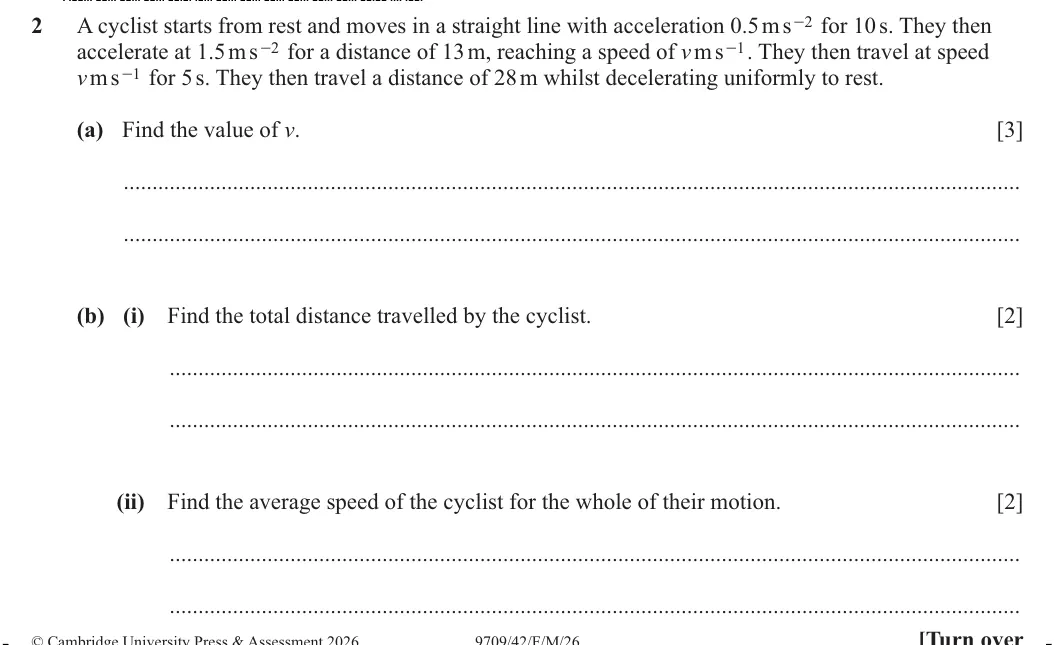 2 A cyclist starts from rest and moves in a straight line with acceleration 0.5 m s⁻² for 10 s. They then
accelerate at 1.5 m s⁻² for a distance of 13 m, reaching a speed of v m s⁻¹. They then travel at speed
v m s⁻¹ for 5 s. They then travel a distance of 28 m whilst decelerating uniformly to rest.
(a) Find the value of v. [3]
(b) (i) Find the total distance travelled by the cyclist. [2]
(ii) Find the average speed of the cyclist for the whole of their motion. [2]
© Cambridge University Press & Assessment 2026 9709/42/F/M/26 [Turn over